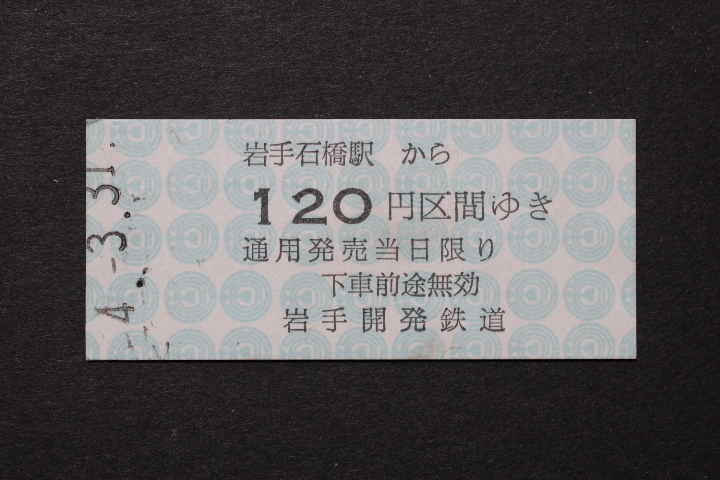 岩手石橋駅 から
120円区間ゆき
通用発売当日限り
下車前途無効
岩手開発鉄道
4.-3.31.